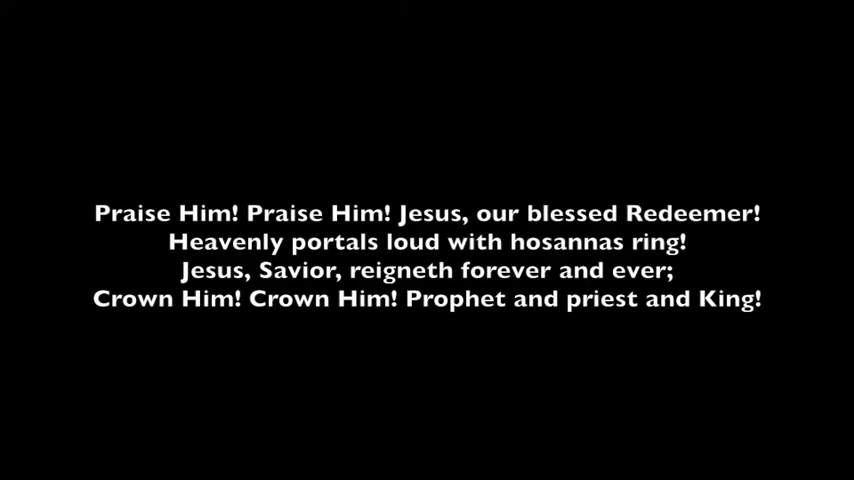 Praise Him! Praise Him! Jesus, our blessed Redeemer!
Heavenly portals loud with hosannas ring!
Jesus, Savior, reigneth forever and ever;
Crown Him! Crown Him! Prophet and priest and King!